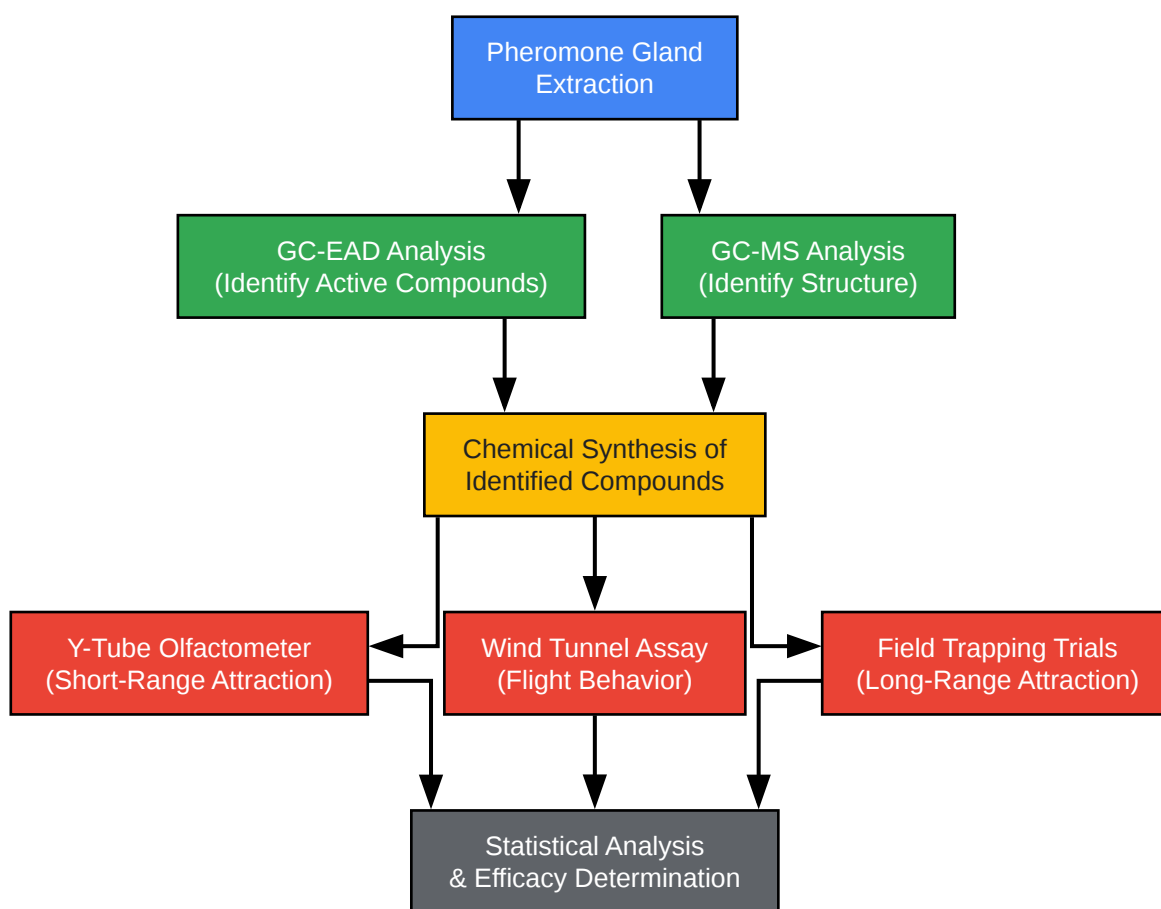 Pheromone Gland
Extraction
GC-EAD Analysis
(Identify Active Compounds)
GC-MS Analysis
(Identify Structure)
Chemical Synthesis of
Identified Compounds
Y-Tube Olfactometer
(Short-Range Attraction)
Wind Tunnel Assay
(Flight Behavior)
Field Trapping Trials
(Long-Range Attraction)
Statistical Analysis
& Efficacy Determination